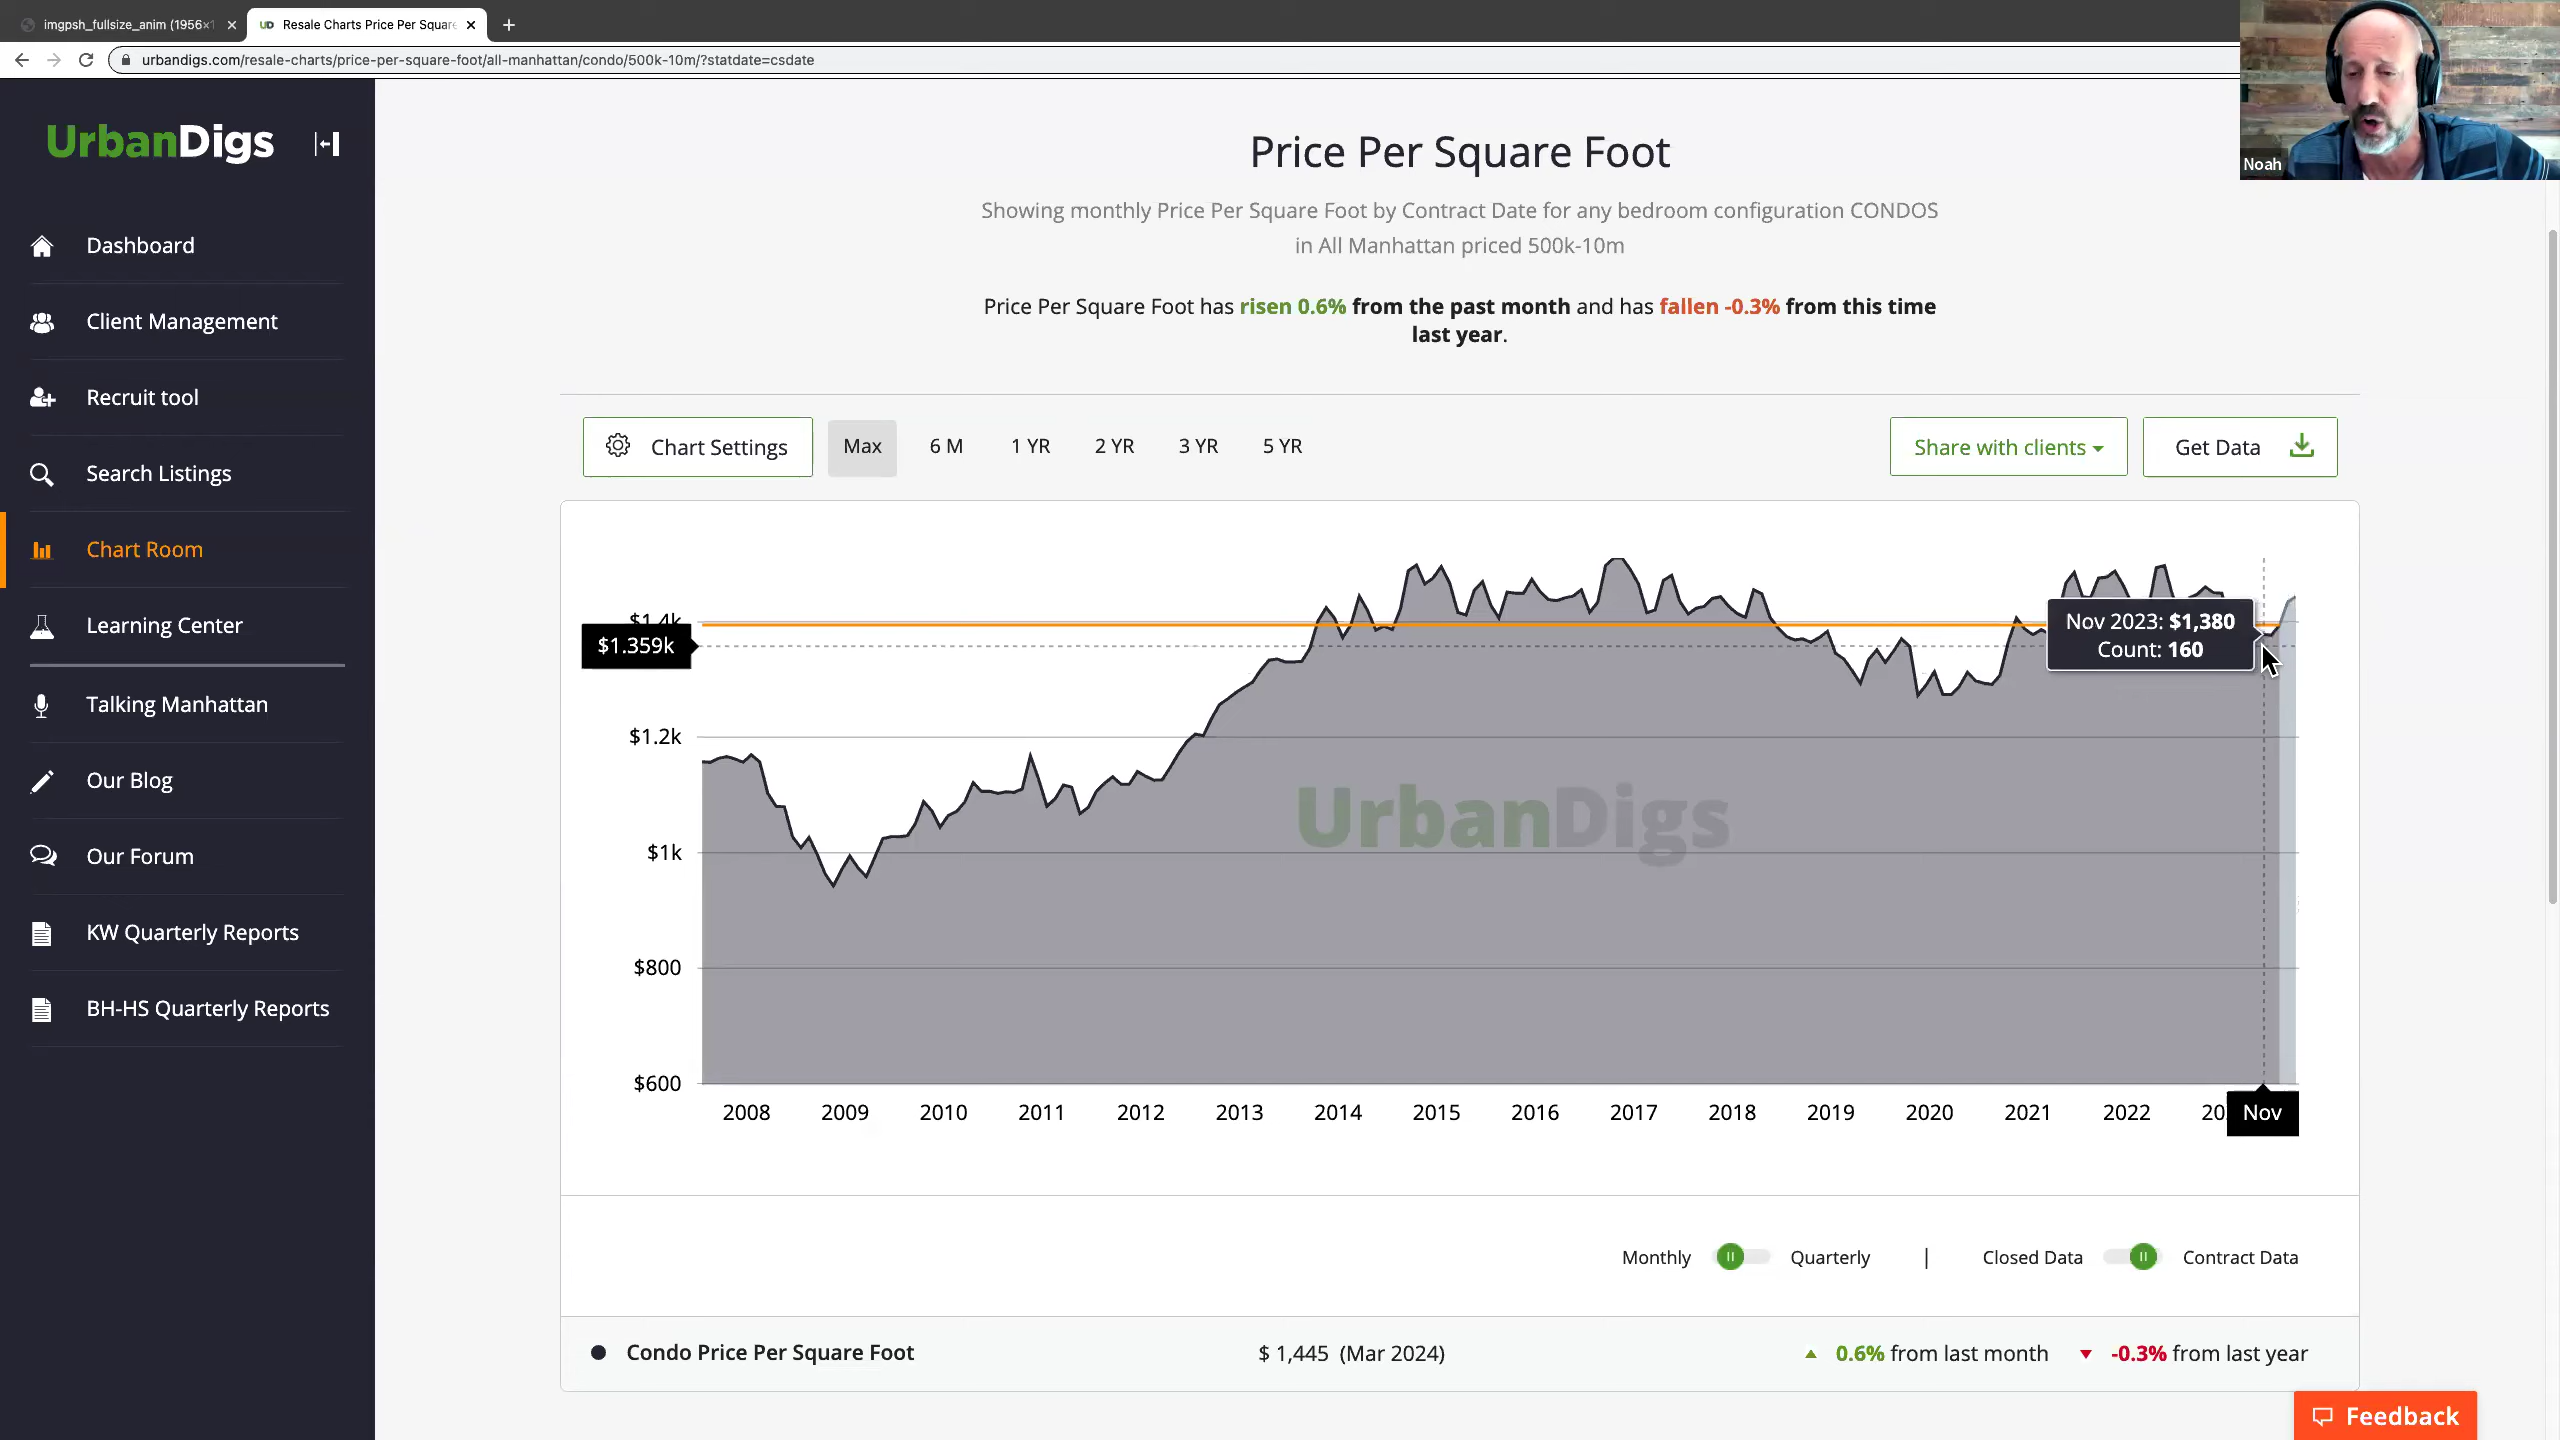 imgpsh_fullsize_anim (1956×1
Resale Charts Price Per Square
urbandigs.com/resale-charts/price-per-square-foot/all-manhattan/condo/500k-10m/?statdate=csdate
Noah
UrbanDigs
Dashboard
Client Management
Recruit tool
Search Listings
Chart Room
Learning Center
Talking Manhattan
Our Blog
Our Forum
KW Quarterly Reports
BH-HS Quarterly Reports
Price Per Square Foot
Showing monthly Price Per Square Foot by Contract Date for any bedroom configuration CONDOS
in All Manhattan priced 500k-10m
Price Per Square Foot has risen 0.6% from the past month and has fallen -0.3% from this time
last year.
Chart Settings Max 6 M 1 YR 2 YR 3 YR 5 YR Share with clients Get Data
$1.4k
$1.359k
$1.2k
$1k
$800
$600
Nov 2023: $1,380
Count: 160
UrbanDigs
2008 2009 2010 2011 2012 2013 2014 2015 2016 2017 2018 2019 2020 2021 2022 20 Nov
Monthly Quarterly | Closed Data Contract Data
Condo Price Per Square Foot $ 1,445 (Mar 2024) 0.6% from last month -0.3% from last year
Feedback